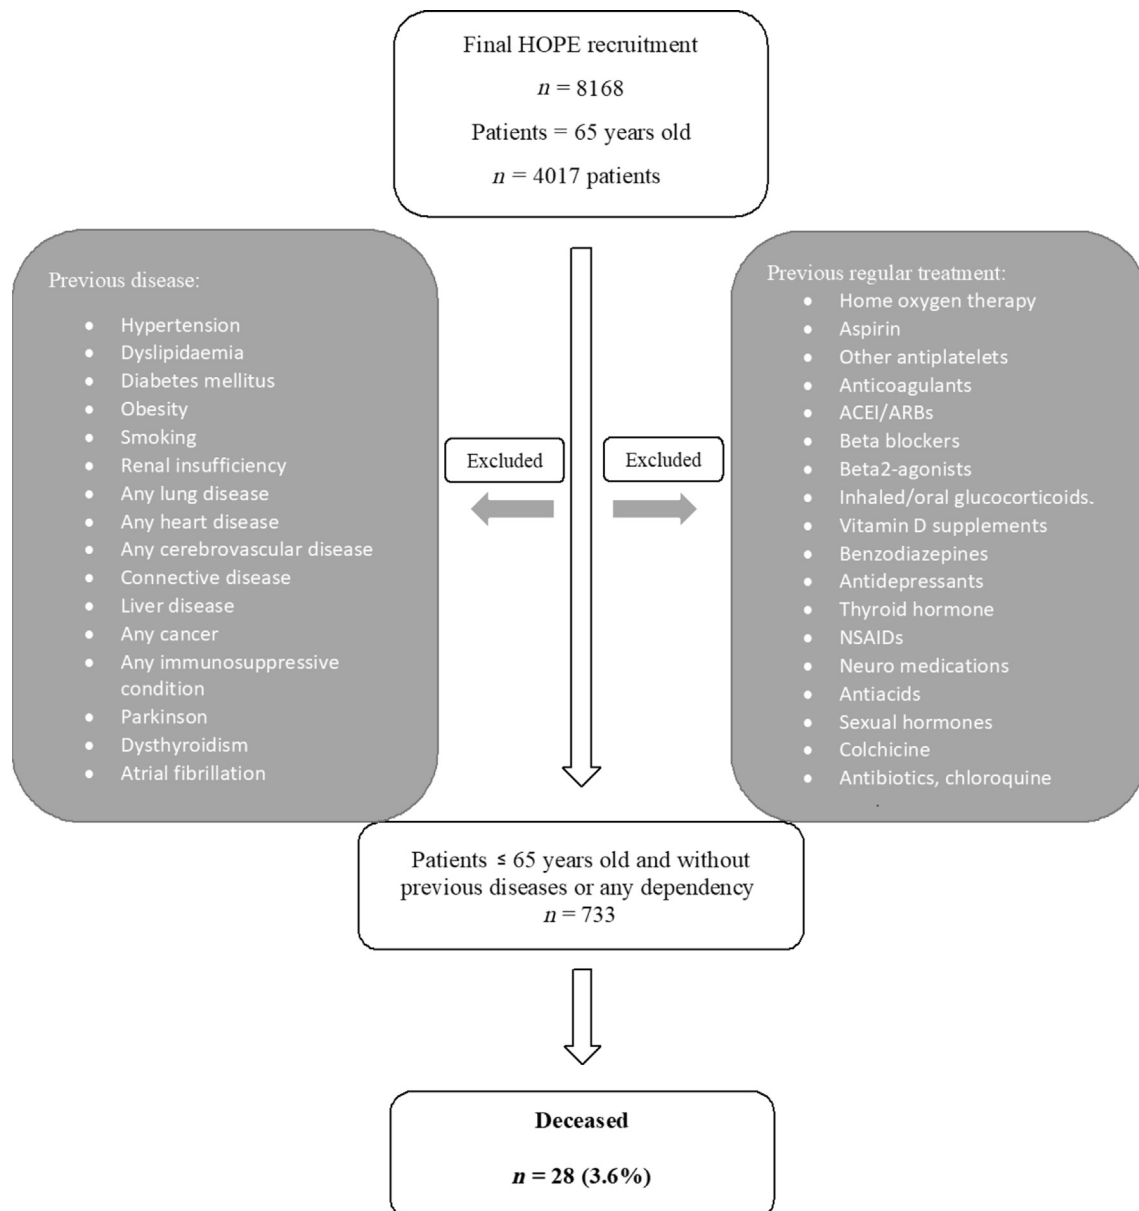 Final HOPE recruitment
n = 8168
Patients = 65 years old
n = 4017 patients
Previous disease:
• Hypertension
• Dyslipidaemia
• Diabetes mellitus
• Obesity
• Smoking
• Renal insufficiency
• Any lung disease
• Any heart disease
• Any cerebrovascular disease
• Connective disease
• Liver disease
• Any cancer
• Any immunosuppressive
condition
• Parkinson
• Dysthyroidism
• Atrial fibrillation
Excluded
Excluded
Previous regular treatment:
• Home oxygen therapy
• Aspirin
• Other antiplatelets
• Anticoagulants
• ACEI/ARBs
• Beta blockers
• Beta2-agonists
• Inhaled/oral glucocorticoids.
• Vitamin D supplements
• Benzodiazepines
• Antidepressants
• Thyroid hormone
• NSAIDs
• Neuro medications
• Antiacids
• Sexual hormones
• Colchicine
• Antibiotics, chloroquine
.
Patients ≤ 65 years old and without
previous diseases or any dependency
n = 733
Deceased
n = 28 (3.6%)